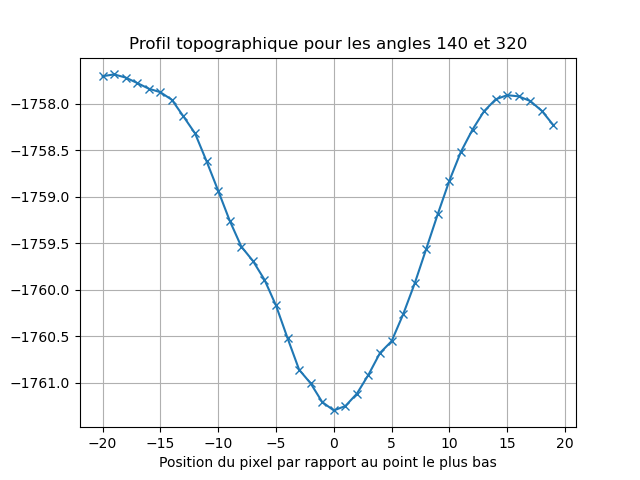 Profil topographique pour les angles 140 et 320
−1758.0
−1758.5
−1759.0
−1759.5
−1760.0
−1760.5
−1761.0
−20 −15 −10 −5 0 5 10 15 20
Position du pixel par rapport au point le plus bas